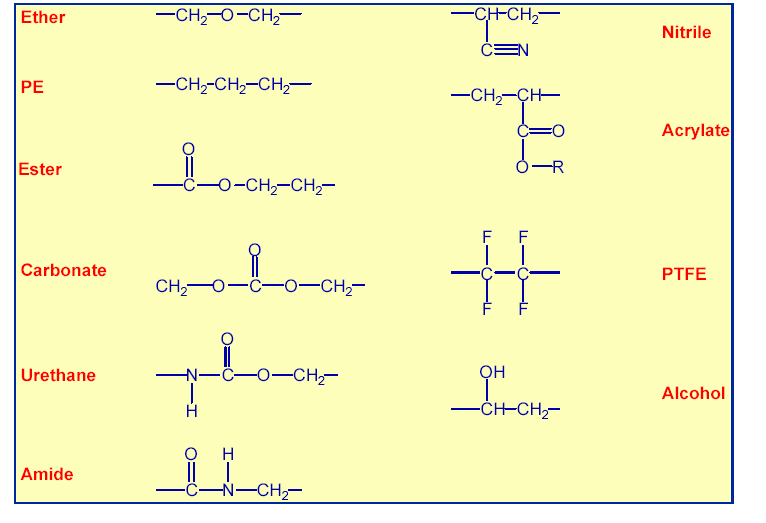 Ether
—CH2—O—CH2—
PE
—CH2-CH2—CH2—
Ester
O
—C—O—CH2—CH2—
Carbonate
O
CH2—O—C—O—CH2—
Urethane
O
—N—C—O—CH2—
H
Amide
O H
—C—N—CH2—
—CH—CH2—
C≡N
Nitrile
—CH2—CH—
C=O
O—R
Acrylate
F F
—C—C—
F F
PTFE
OH
—CH—CH2—
Alcohol